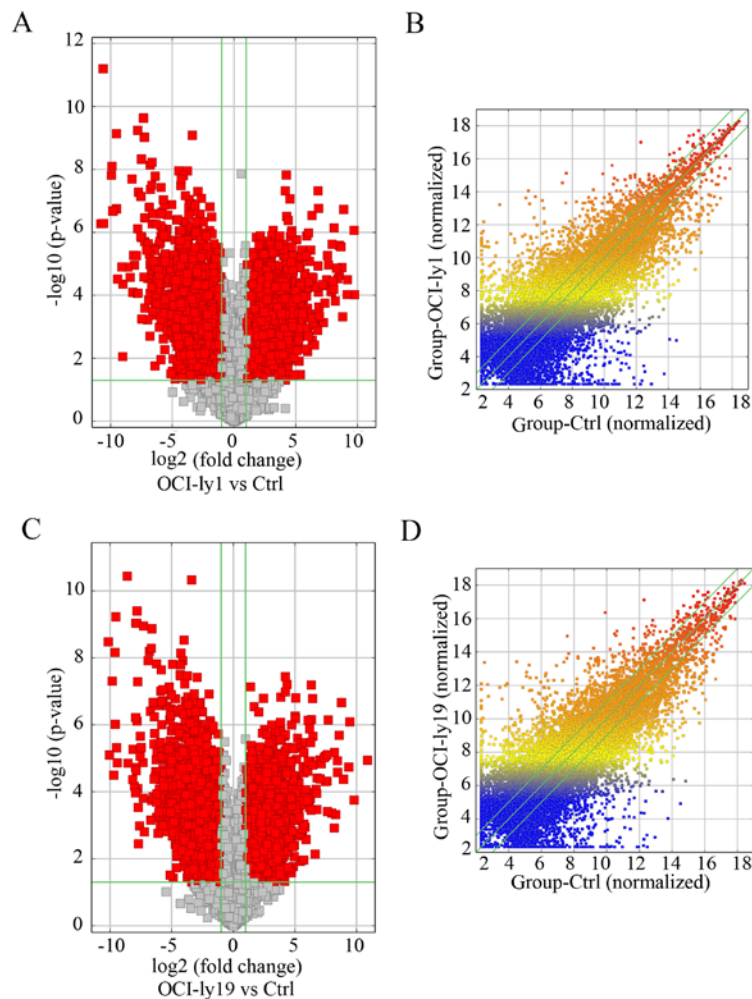 A
12
10
8
6
4
2
0
-log10 (p-value)
-10 -5 0 5 10
log2 (fold change)
OCI-ly1 vs Ctrl
B
18
16
14
12
10
8
6
4
2
Group-OCI-ly1 (normalized)
2 4 6 8 10 12 14 16 18
Group-Ctrl (normalized)
C
10
8
6
4
2
0
-log10 (p-value)
-10 -5 0 5 10
log2 (fold change)
OCI-ly19 vs Ctrl
D
18
16
14
12
10
8
6
4
2
Group-OCI-ly19 (normalized)
2 4 6 8 10 12 14 16 18
Group-Ctrl (normalized)